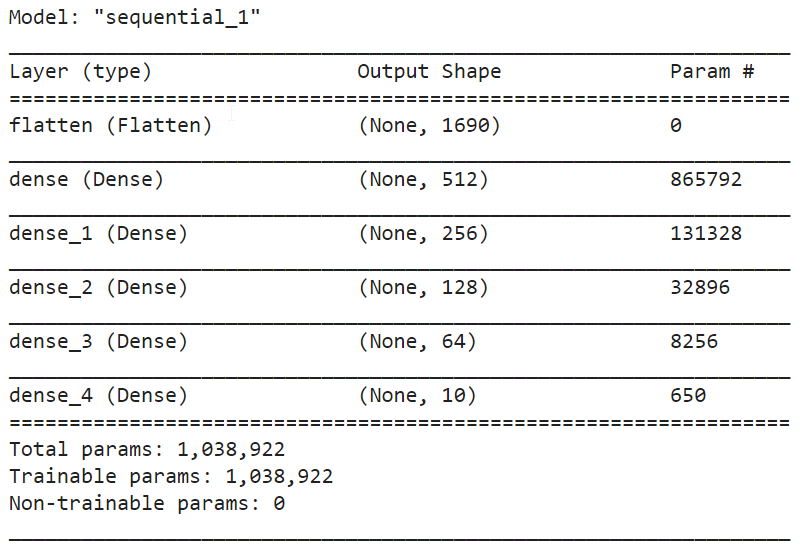 Model: "sequential_1"
_________________________________________________________________
Layer (type)                 Output Shape              Param #
=================================================================
flatten (Flatten)            (None, 1690)              0
_________________________________________________________________
dense (Dense)                (None, 512)               865792
_________________________________________________________________
dense_1 (Dense)              (None, 256)               131328
_________________________________________________________________
dense_2 (Dense)              (None, 128)               32896
_________________________________________________________________
dense_3 (Dense)              (None, 64)                8256
_________________________________________________________________
dense_4 (Dense)              (None, 10)                650
=================================================================
Total params: 1,038,922
Trainable params: 1,038,922
Non-trainable params: 0
_________________________________________________________________